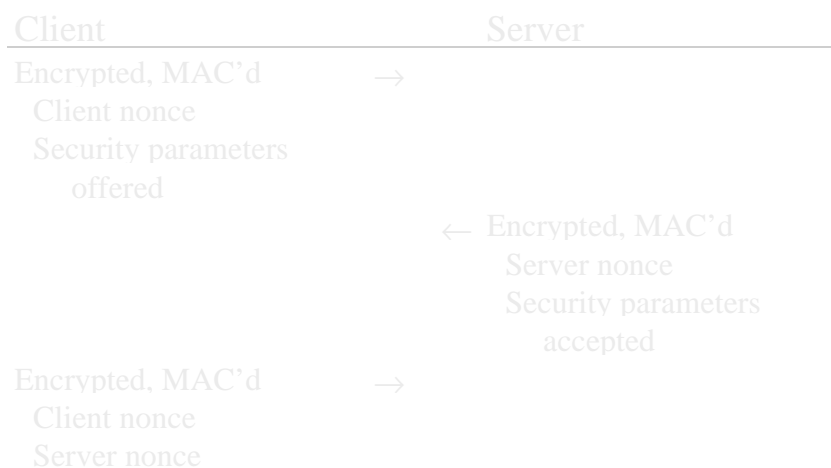 Client Server
Encrypted, MAC’d →
Client nonce
Security parameters
offered
← Encrypted, MAC’d
Server nonce
Security parameters
accepted
Encrypted, MAC’d →
Client nonce
Server nonce